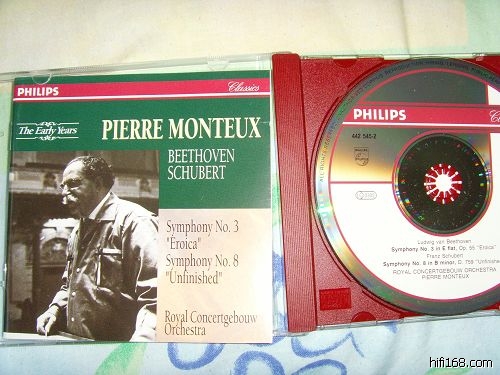 PHILIPS
Classics
The Early Years
PIERRE MONTEUX
BEETHOVEN
SCHUBERT
Symphony No. 3
"Eroica"
Symphony No. 8
"Unfinished"
Royal Concertgebouw
Orchestra
PHILIPS
Class
442 545-2
PHILIPS
Ludwig van Beethoven
Symphony No. 3 in E flat, Op. 55 "Eroica"
Franz Schubert
Symphony No. 8 in B minor, D. 759 "Unfinished
ROYAL CONCERTGEBOUW ORCHESTRA
PIERRE MONTEUX
hifi168.com